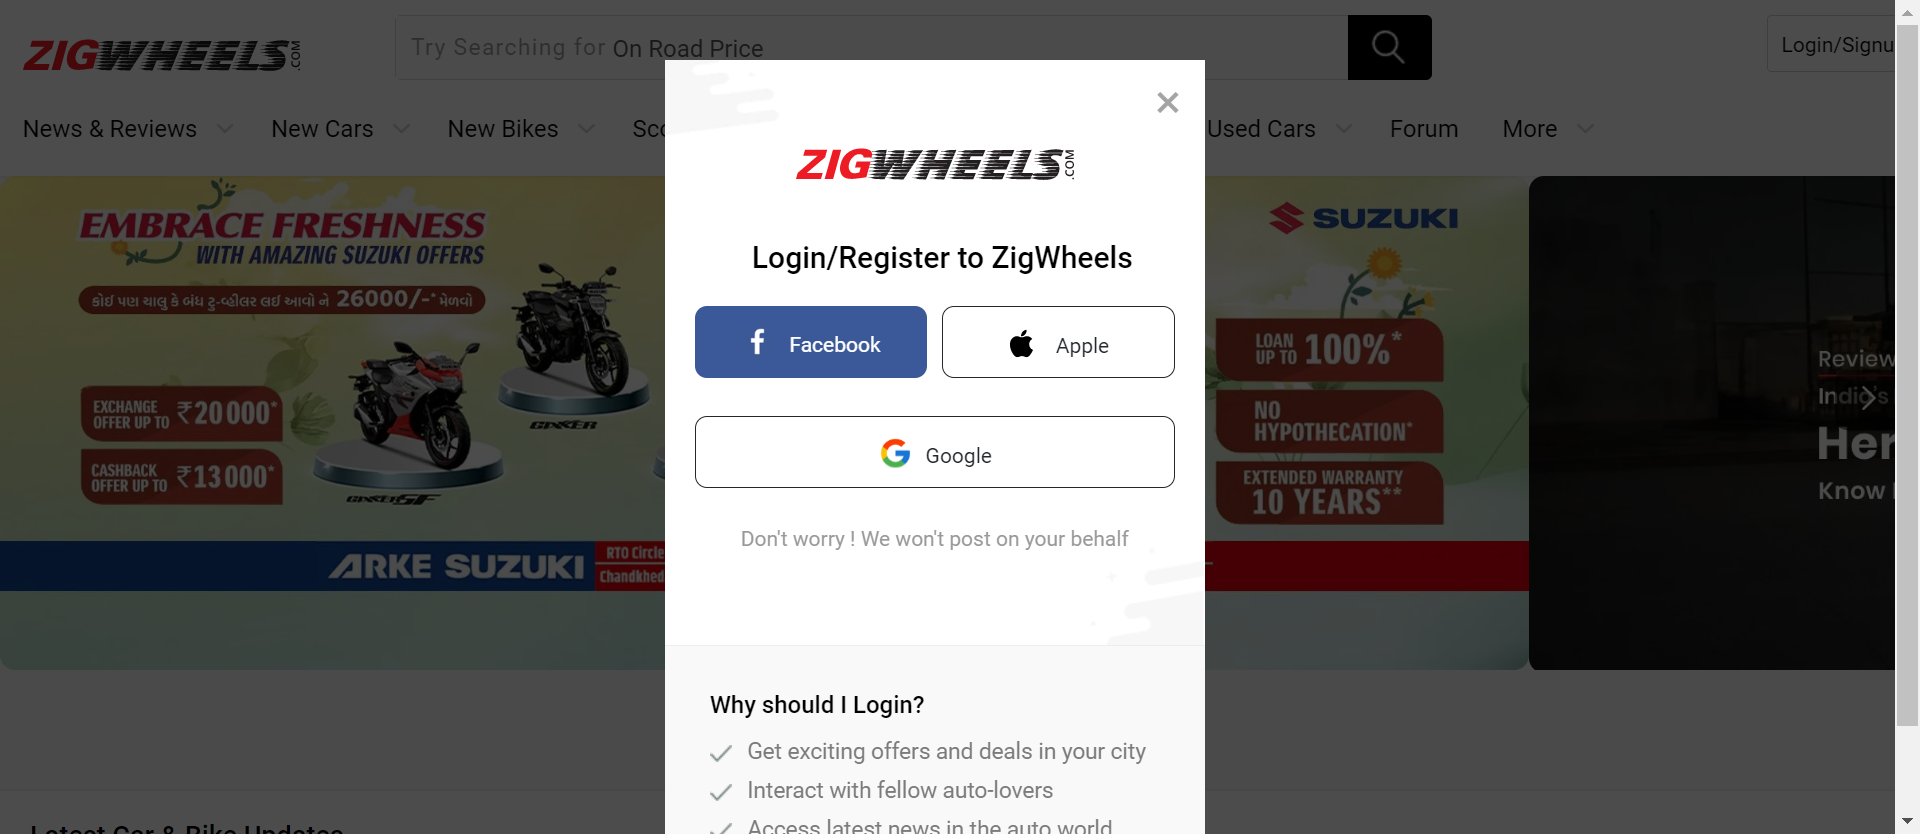 ZIGWHEELS.COM
Try Searching for On Road Price
Login/Signu
News & Reviews
New Cars
New Bikes
Sco
Used Cars
Forum
More
EMBRACE FRESHNESS
WITH AMAZING SUZUKI OFFERS
કોઈ પણ ચાલુ કે બંધ ટુ-વ્હીલર લઈ આવો ને 26000/-* મેળવો
EXCHANGE
OFFER UP TO ₹20000*
CASHBACK
OFFER UP TO ₹13000*
GIXXER
GIXXER SF
ARKE SUZUKI
RTO Circle
Chandkhed
ZIGWHEELS.COM
Login/Register to ZigWheels
Facebook
Apple
Google
Don't worry ! We won't post on your behalf
Why should I Login?
Get exciting offers and deals in your city
Interact with fellow auto-lovers
Access latest news in the auto world
SUZUKI
LOAN
UP TO 100%*
NO
HYPOTHECATION*
EXTENDED WARRANTY
10 YEARS**
Review
India's
Her
Know
Latest Car & Bike Updates